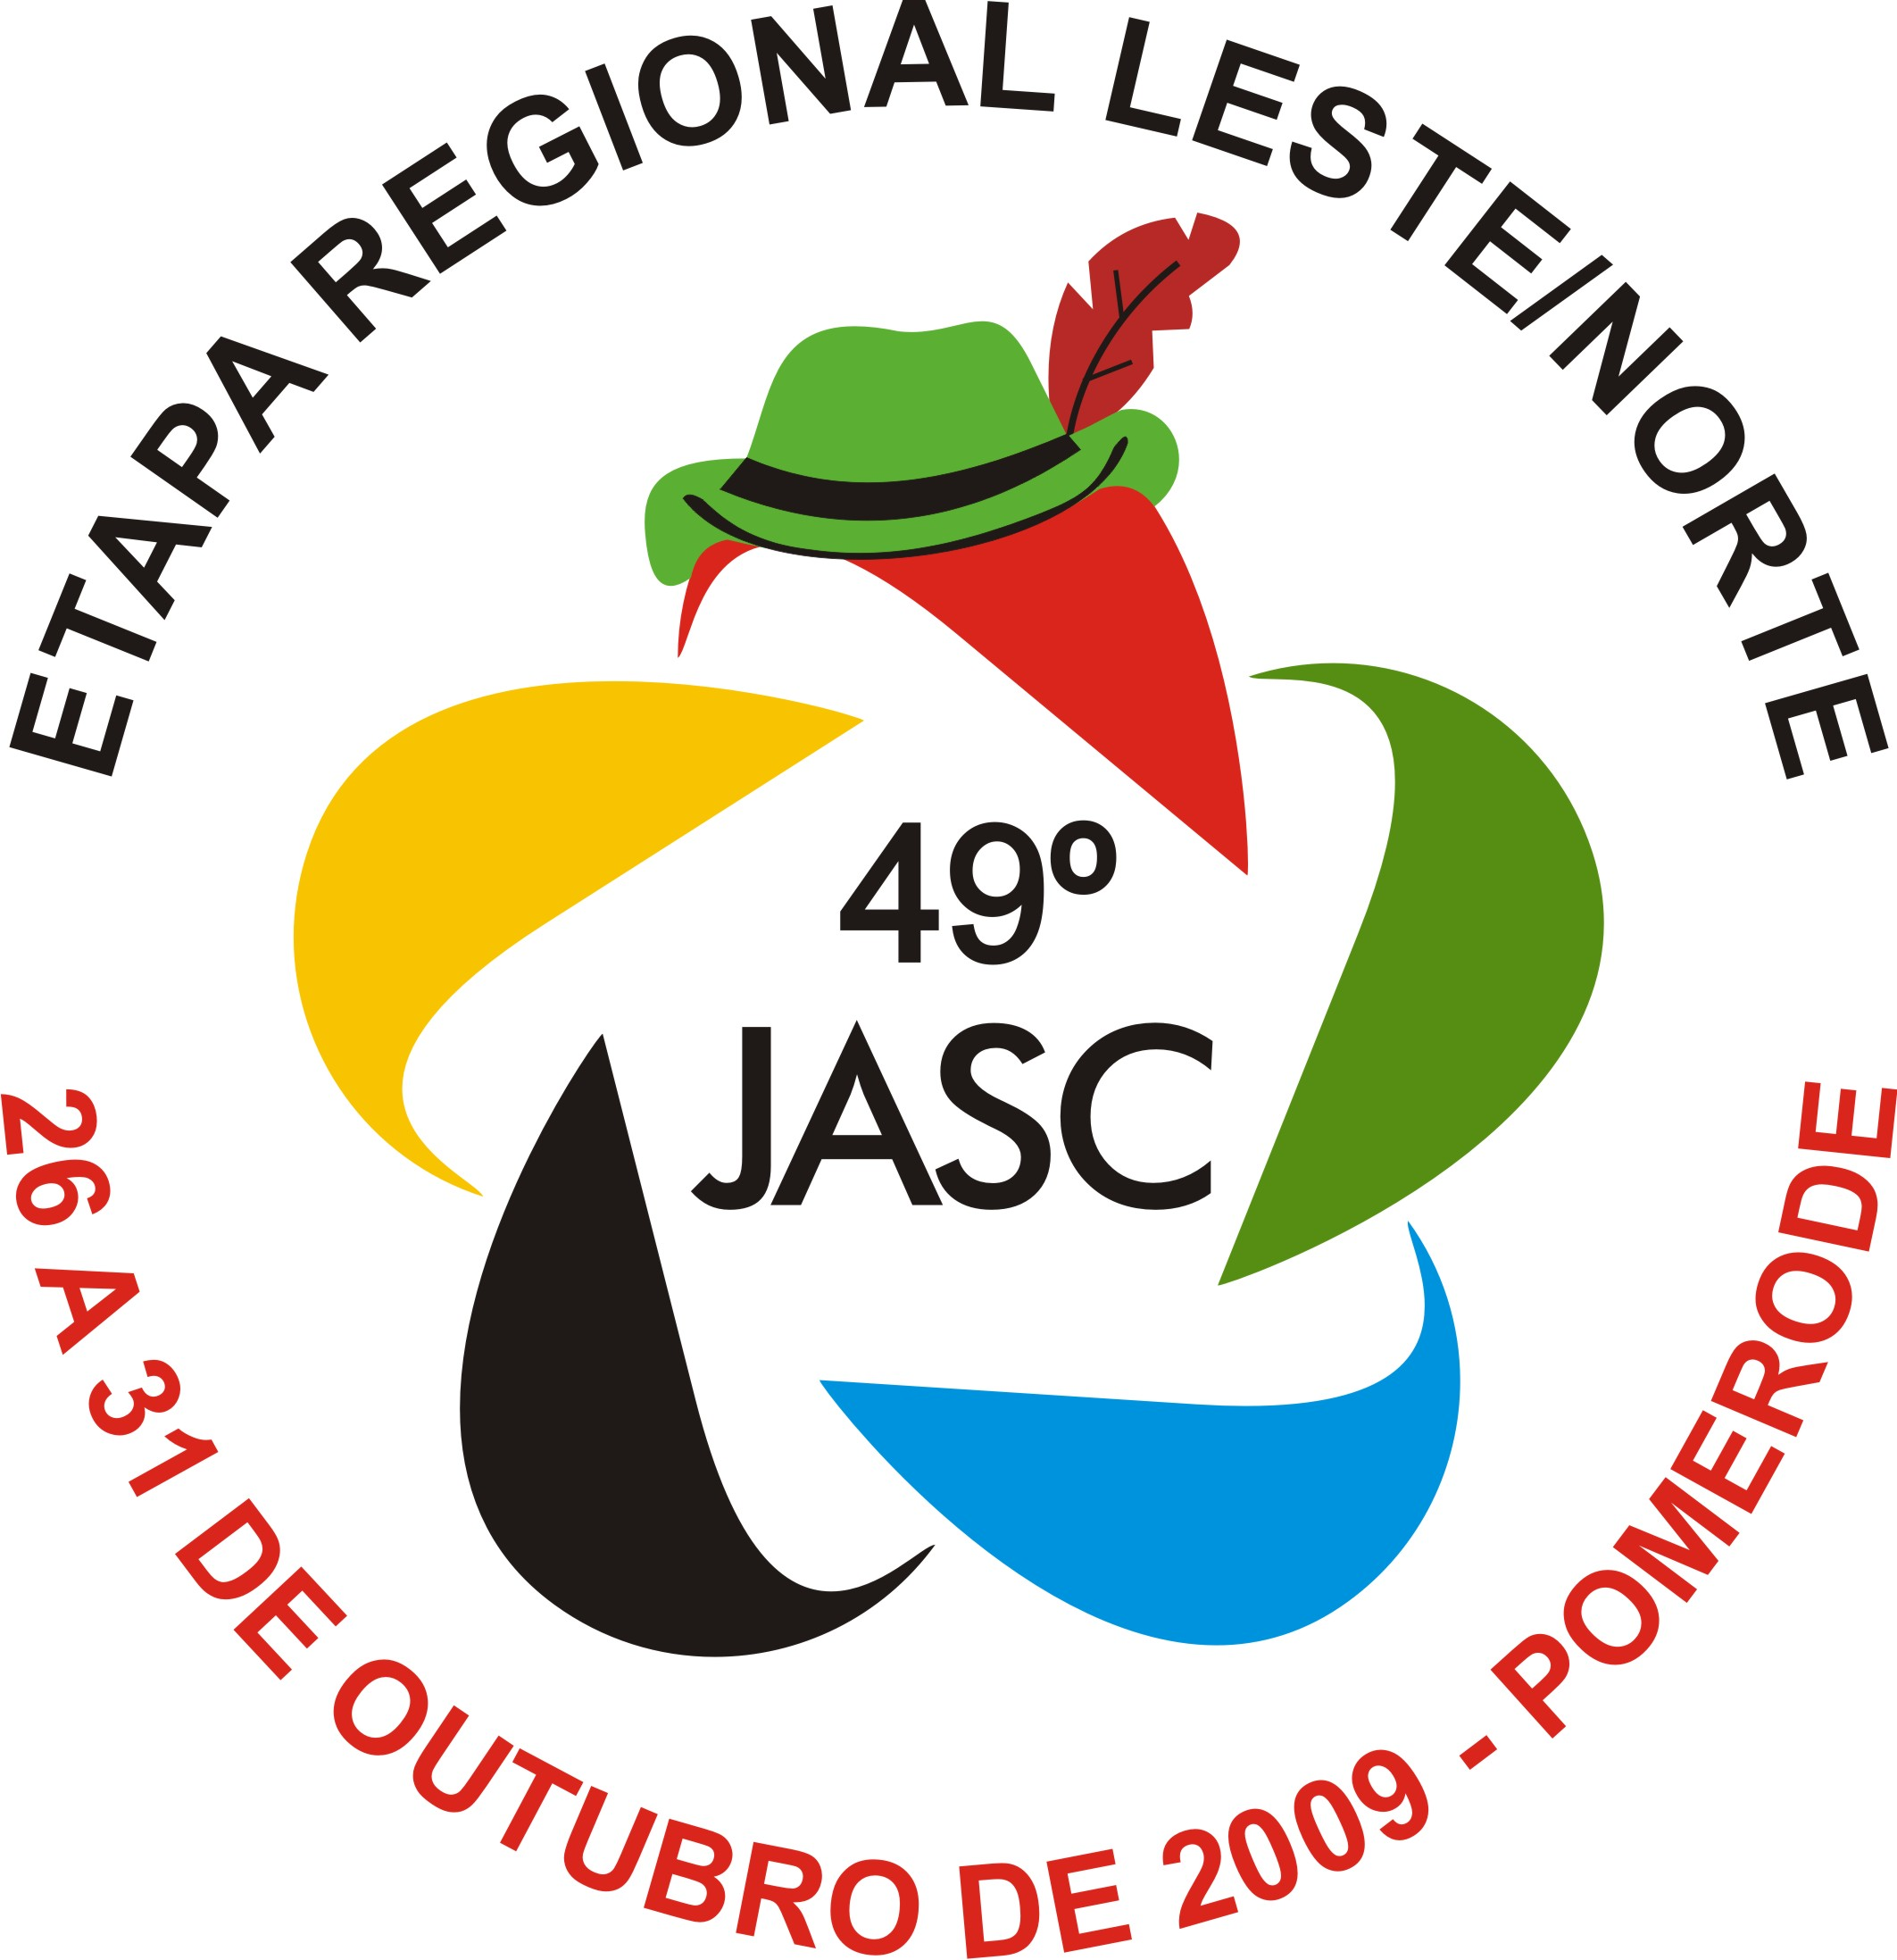 ETAPA REGIONAL LESTE/NORTE
49º
JASC
26 A 31 DE OUTUBRO DE 2009 - POMERODE